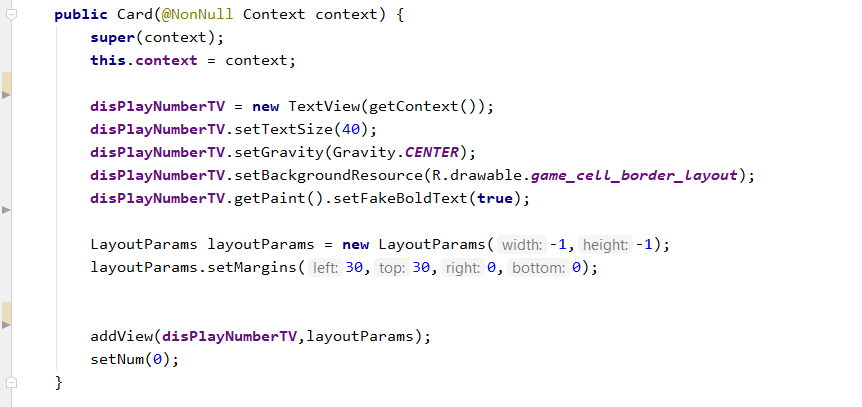 public Card(@NonNull Context context) {
super(context);
this.context = context;
disPlayNumberTV = new TextView(getContext());
disPlayNumberTV.setTextSize(40);
disPlayNumberTV.setGravity(Gravity.CENTER);
disPlayNumberTV.setBackgroundResource(R.drawable.game_cell_border_layout);
disPlayNumberTV.getPaint().setFakeBoldText(true);
LayoutParams layoutParams = new LayoutParams( width: -1, height: -1);
layoutParams.setMargins( left: 30, top: 30, right: 0, bottom: 0);
addView(disPlayNumberTV,layoutParams);
setNum(0);
}